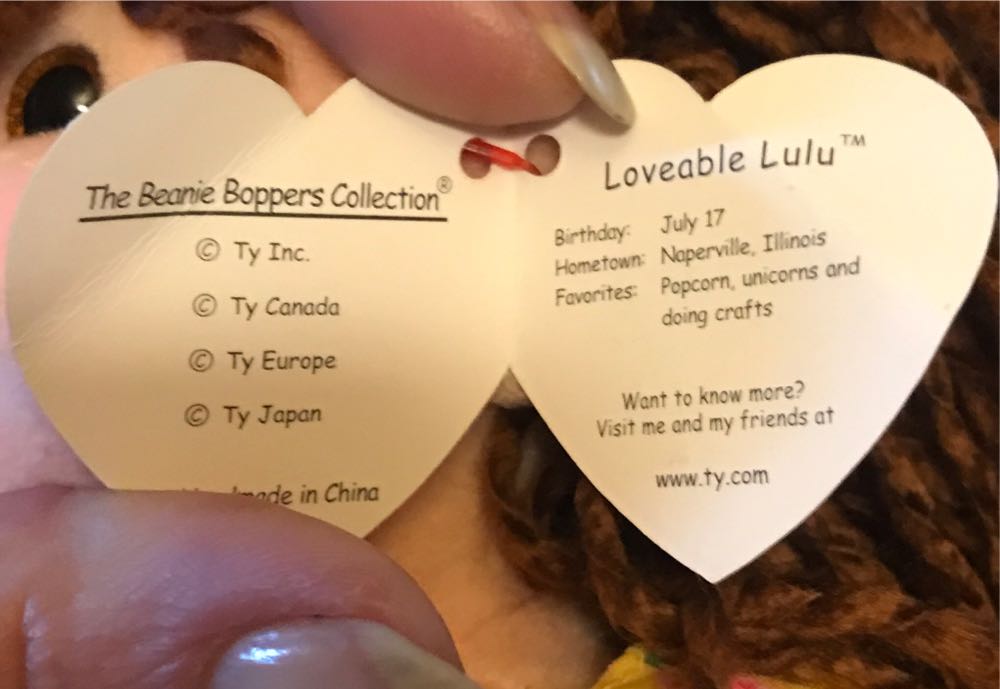 The Beanie Boppers Collection®
© Ty Inc.
© Ty Canada
© Ty Europe
© Ty Japan
in China
Loveable Lulu™
Birthday: July 17
Hometown: Naperville, Illinois
Favorites: Popcorn, unicorns and
doing crafts
Want to know more?
Visit me and my friends at
www.ty.com